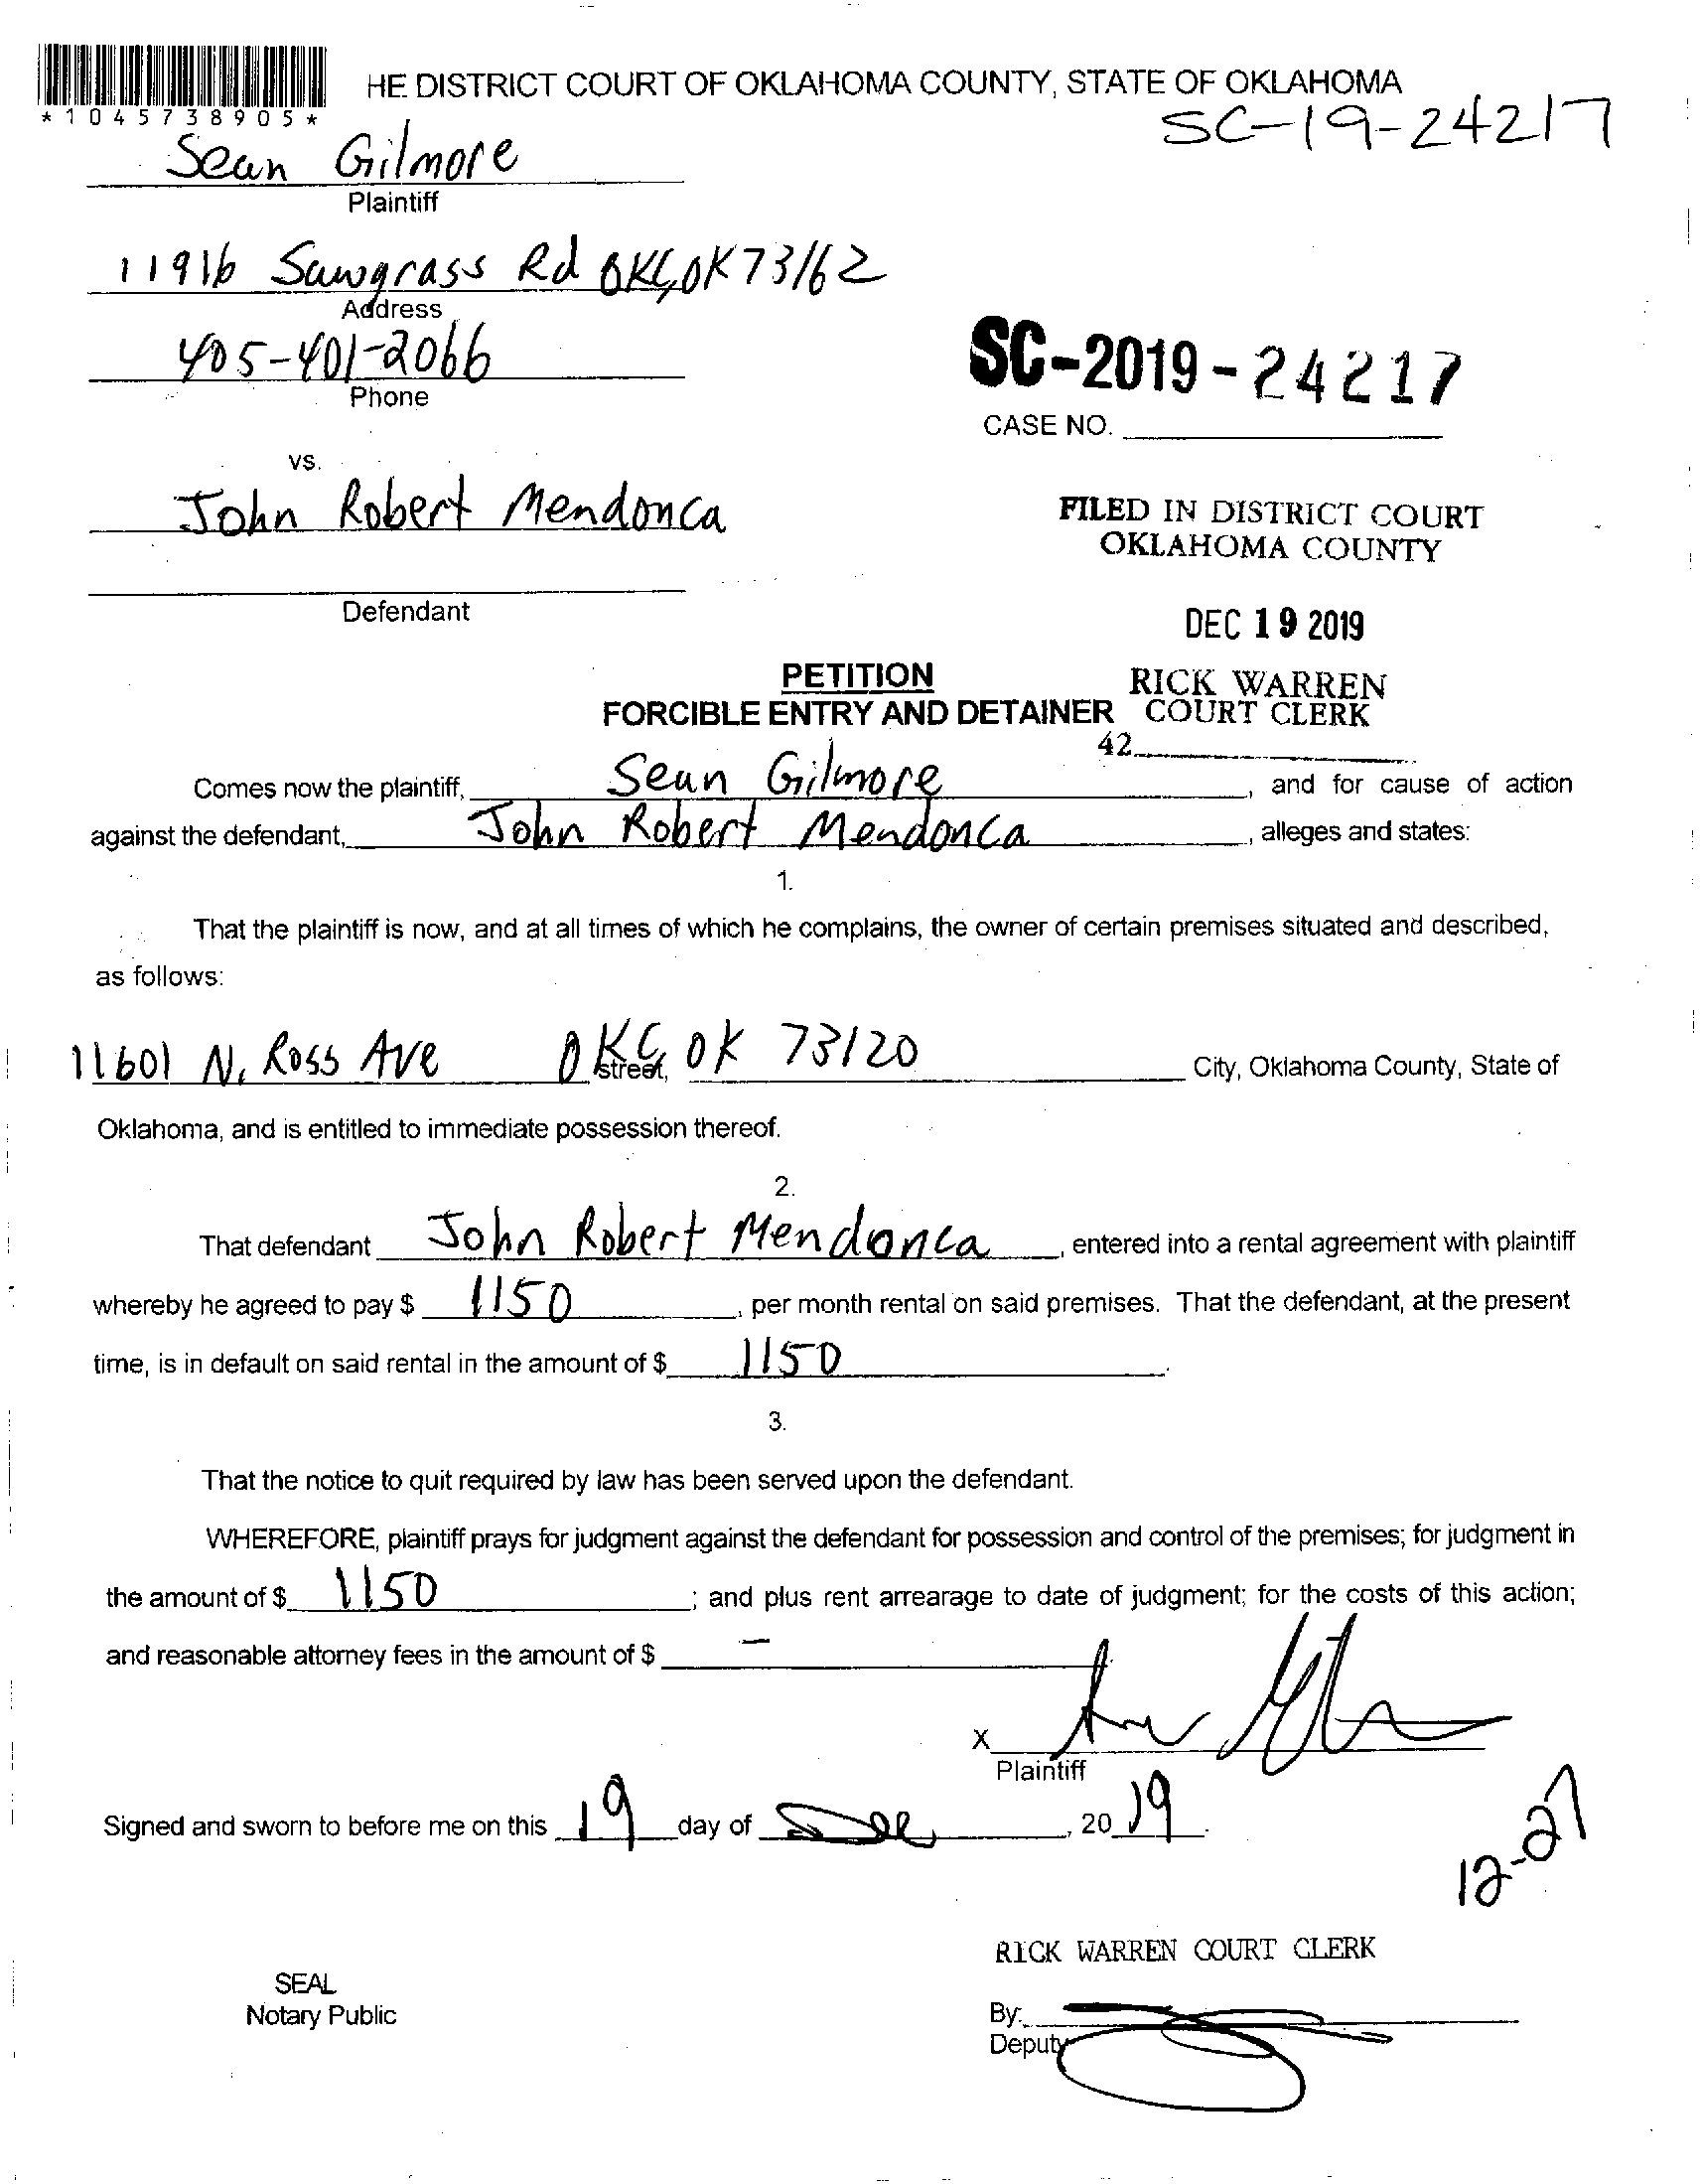 HE DISTRICT COURT OF OKLAHOMA COUNTY, STATE OF OKLAHOMA
*1045738905*
SC-19-24217
Sean Gilmore
Plaintiff
11916 Sawgrass Rd OKC, OK 73162
Address
405-401-2066
Phone
SC-2019-24217
CASE NO.
vs.
John Robert Mendonca
FILED IN DISTRICT COURT
OKLAHOMA COUNTY
Defendant
DEC 19 2019
PETITION
RICK WARREN
FORCIBLE ENTRY AND DETAINER
COURT CLERK
42
Comes now the plaintiff, Sean Gilmore, and for cause of action
against the defendant, John Robert Mendonca, alleges and states:
1.
That the plaintiff is now, and at all times of which he complains, the owner of certain premises situated and described,
as follows:
11601 N. Ross Ave OKC, OK 73120 street, City, Oklahoma County, State of
Oklahoma, and is entitled to immediate possession thereof.
2.
That defendant John Robert Mendonca, entered into a rental agreement with plaintiff
whereby he agreed to pay $ 1150, per month rental on said premises. That the defendant, at the present
time, is in default on said rental in the amount of $ 1150.
3.
That the notice to quit required by law has been served upon the defendant.
WHEREFORE, plaintiff prays for judgment against the defendant for possession and control of the premises; for judgment in
the amount of $ 1150; and plus rent arrearage to date of judgment; for the costs of this action;
and reasonable attorney fees in the amount of $ -
X
Plaintiff
Signed and sworn to before me on this 19 day of Dec, 2019.
12-27
RICK WARREN COURT CLERK
SEAL
Notary Public
By:
Deputy